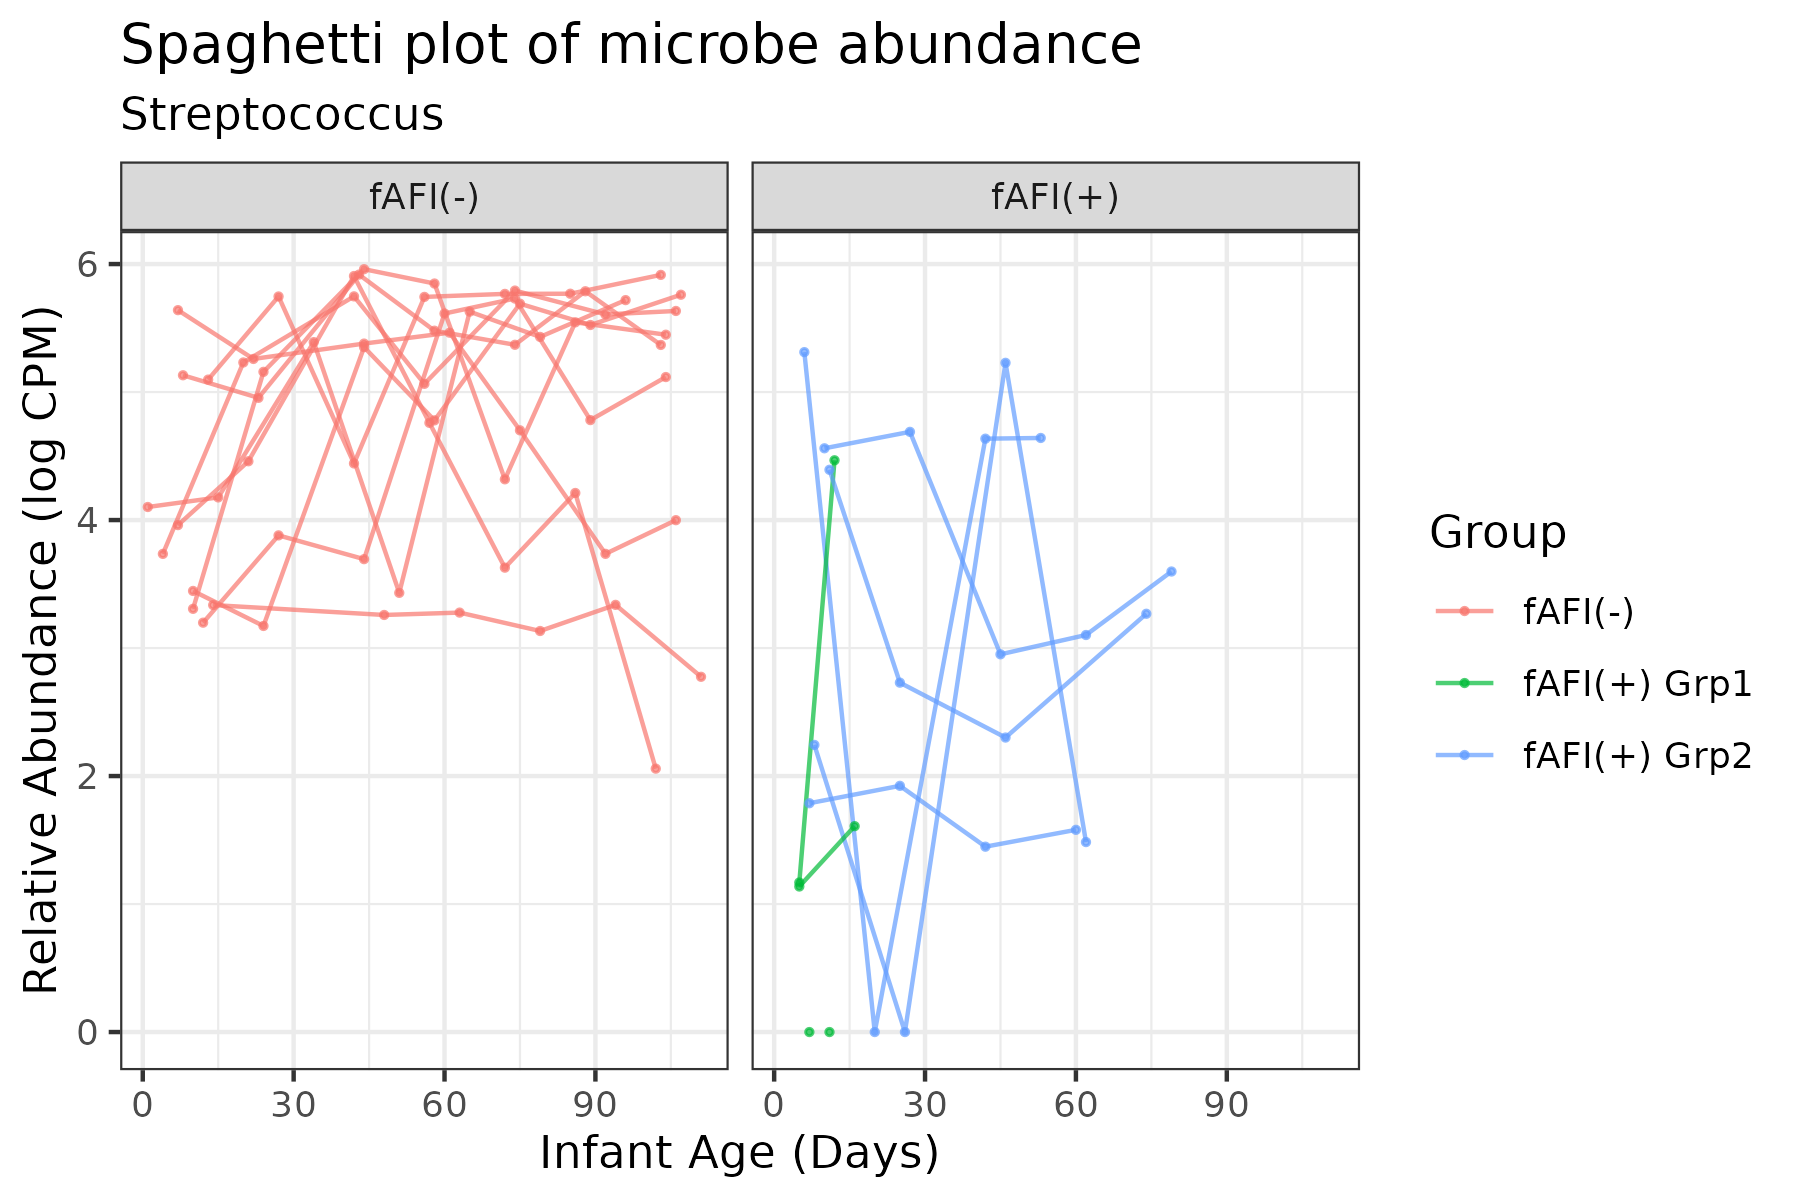 Spaghetti plot of microbe abundance
Streptococcus
fAFI(-)
fAFI(+)
Relative Abundance (log CPM)
6
4
2
0
0
30
60
90
0
30
60
90
Infant Age (Days)
Group
fAFI(-)
fAFI(+) Grp1
fAFI(+) Grp2